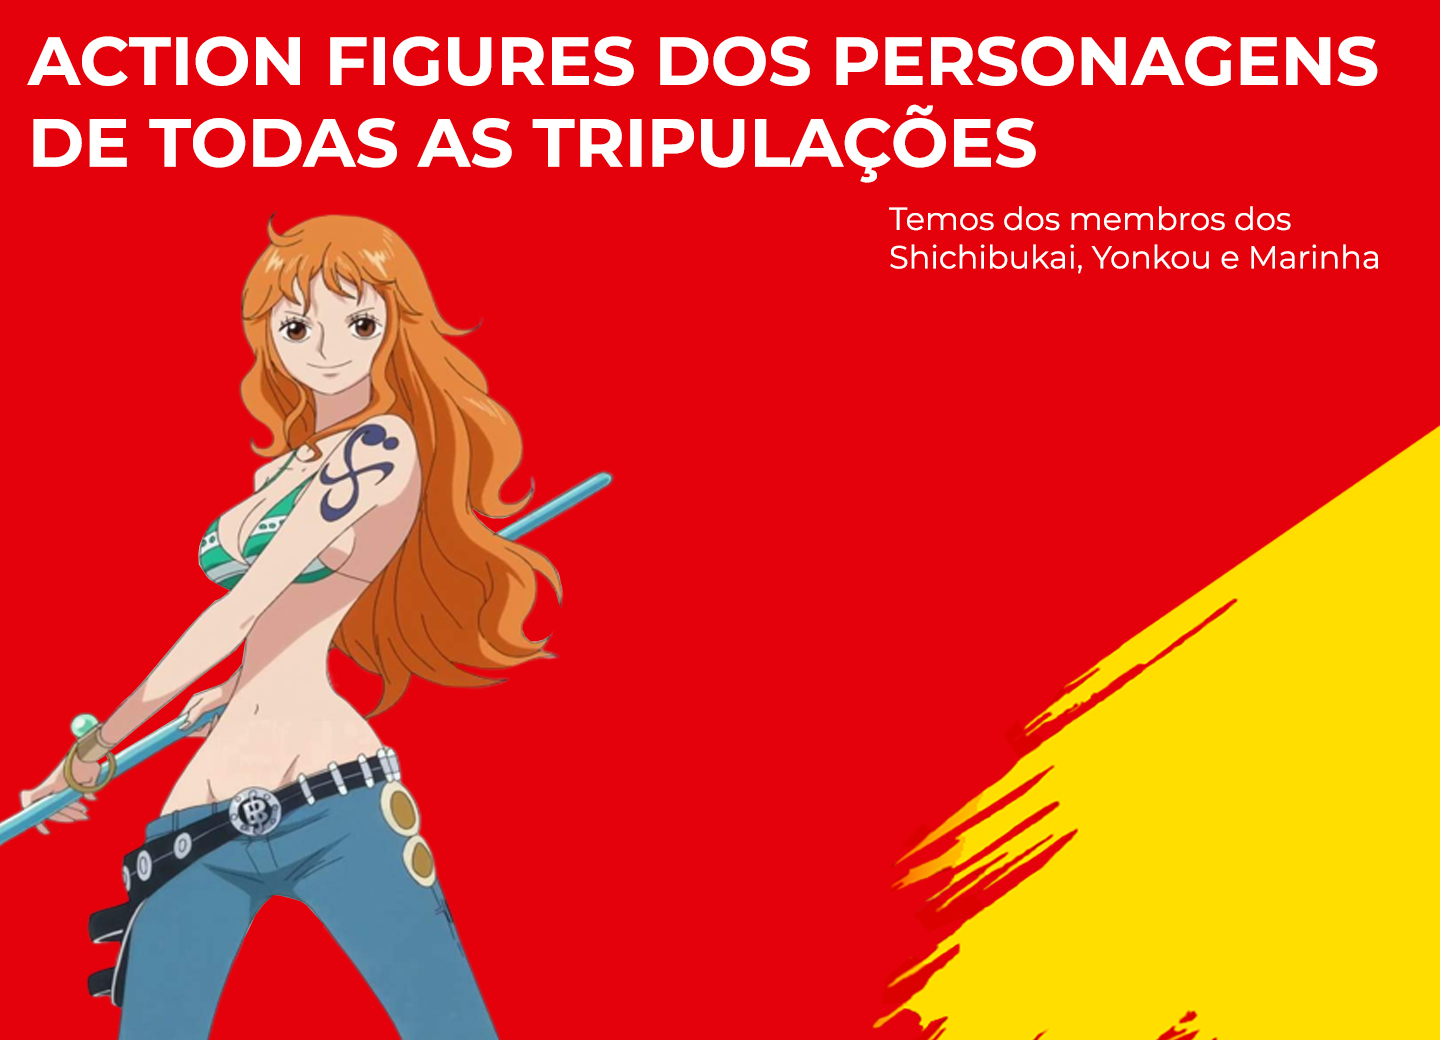 ACTION FIGURES DOS PERSONAGENS
DE TODAS AS TRIPULAÇÕES
Temos dos membros dos
Shichibukai, Yonkou e Marinha